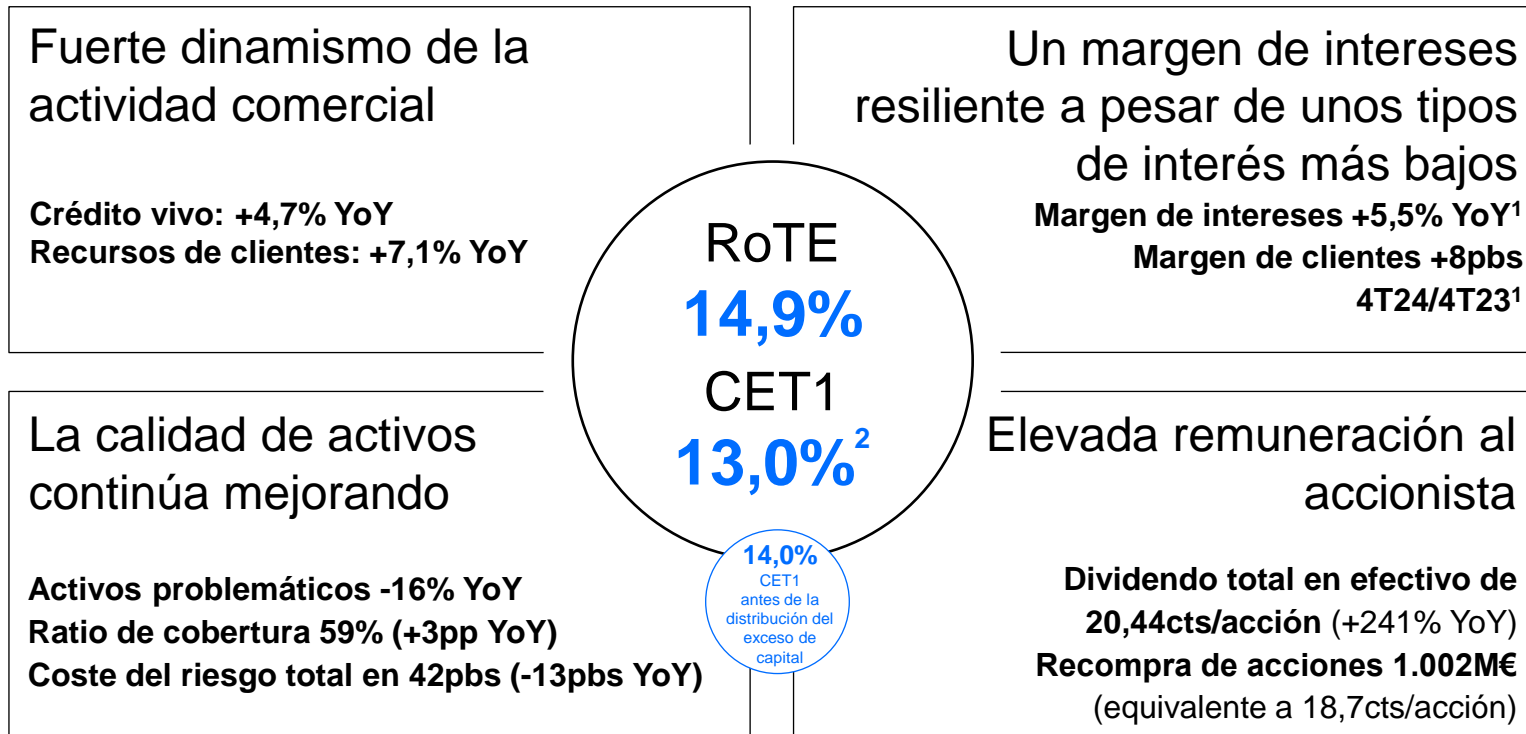 Fuerte dinamismo de la
actividad comercial
Crédito vivo: +4,7% YoY
Recursos de clientes: +7,1% YoY
Un margen de intereses
resiliente a pesar de unos tipos
de interés más bajos
Margen de intereses +5,5% YoY¹
Margen de clientes +8pbs
4T24/4T23¹
RoTE
14,9%
CET1
13,0%²
14,0%
CET1
antes de la
distribución del
exceso de
capital
La calidad de activos
continúa mejorando
Activos problemáticos -16% YoY
Ratio de cobertura 59% (+3pp YoY)
Coste del riesgo total en 42pbs (-13pbs YoY)
Elevada remuneración al
accionista
Dividendo total en efectivo de
20,44cts/acción (+241% YoY)
Recompra de acciones 1.002M€
(equivalente a 18,7cts/acción)